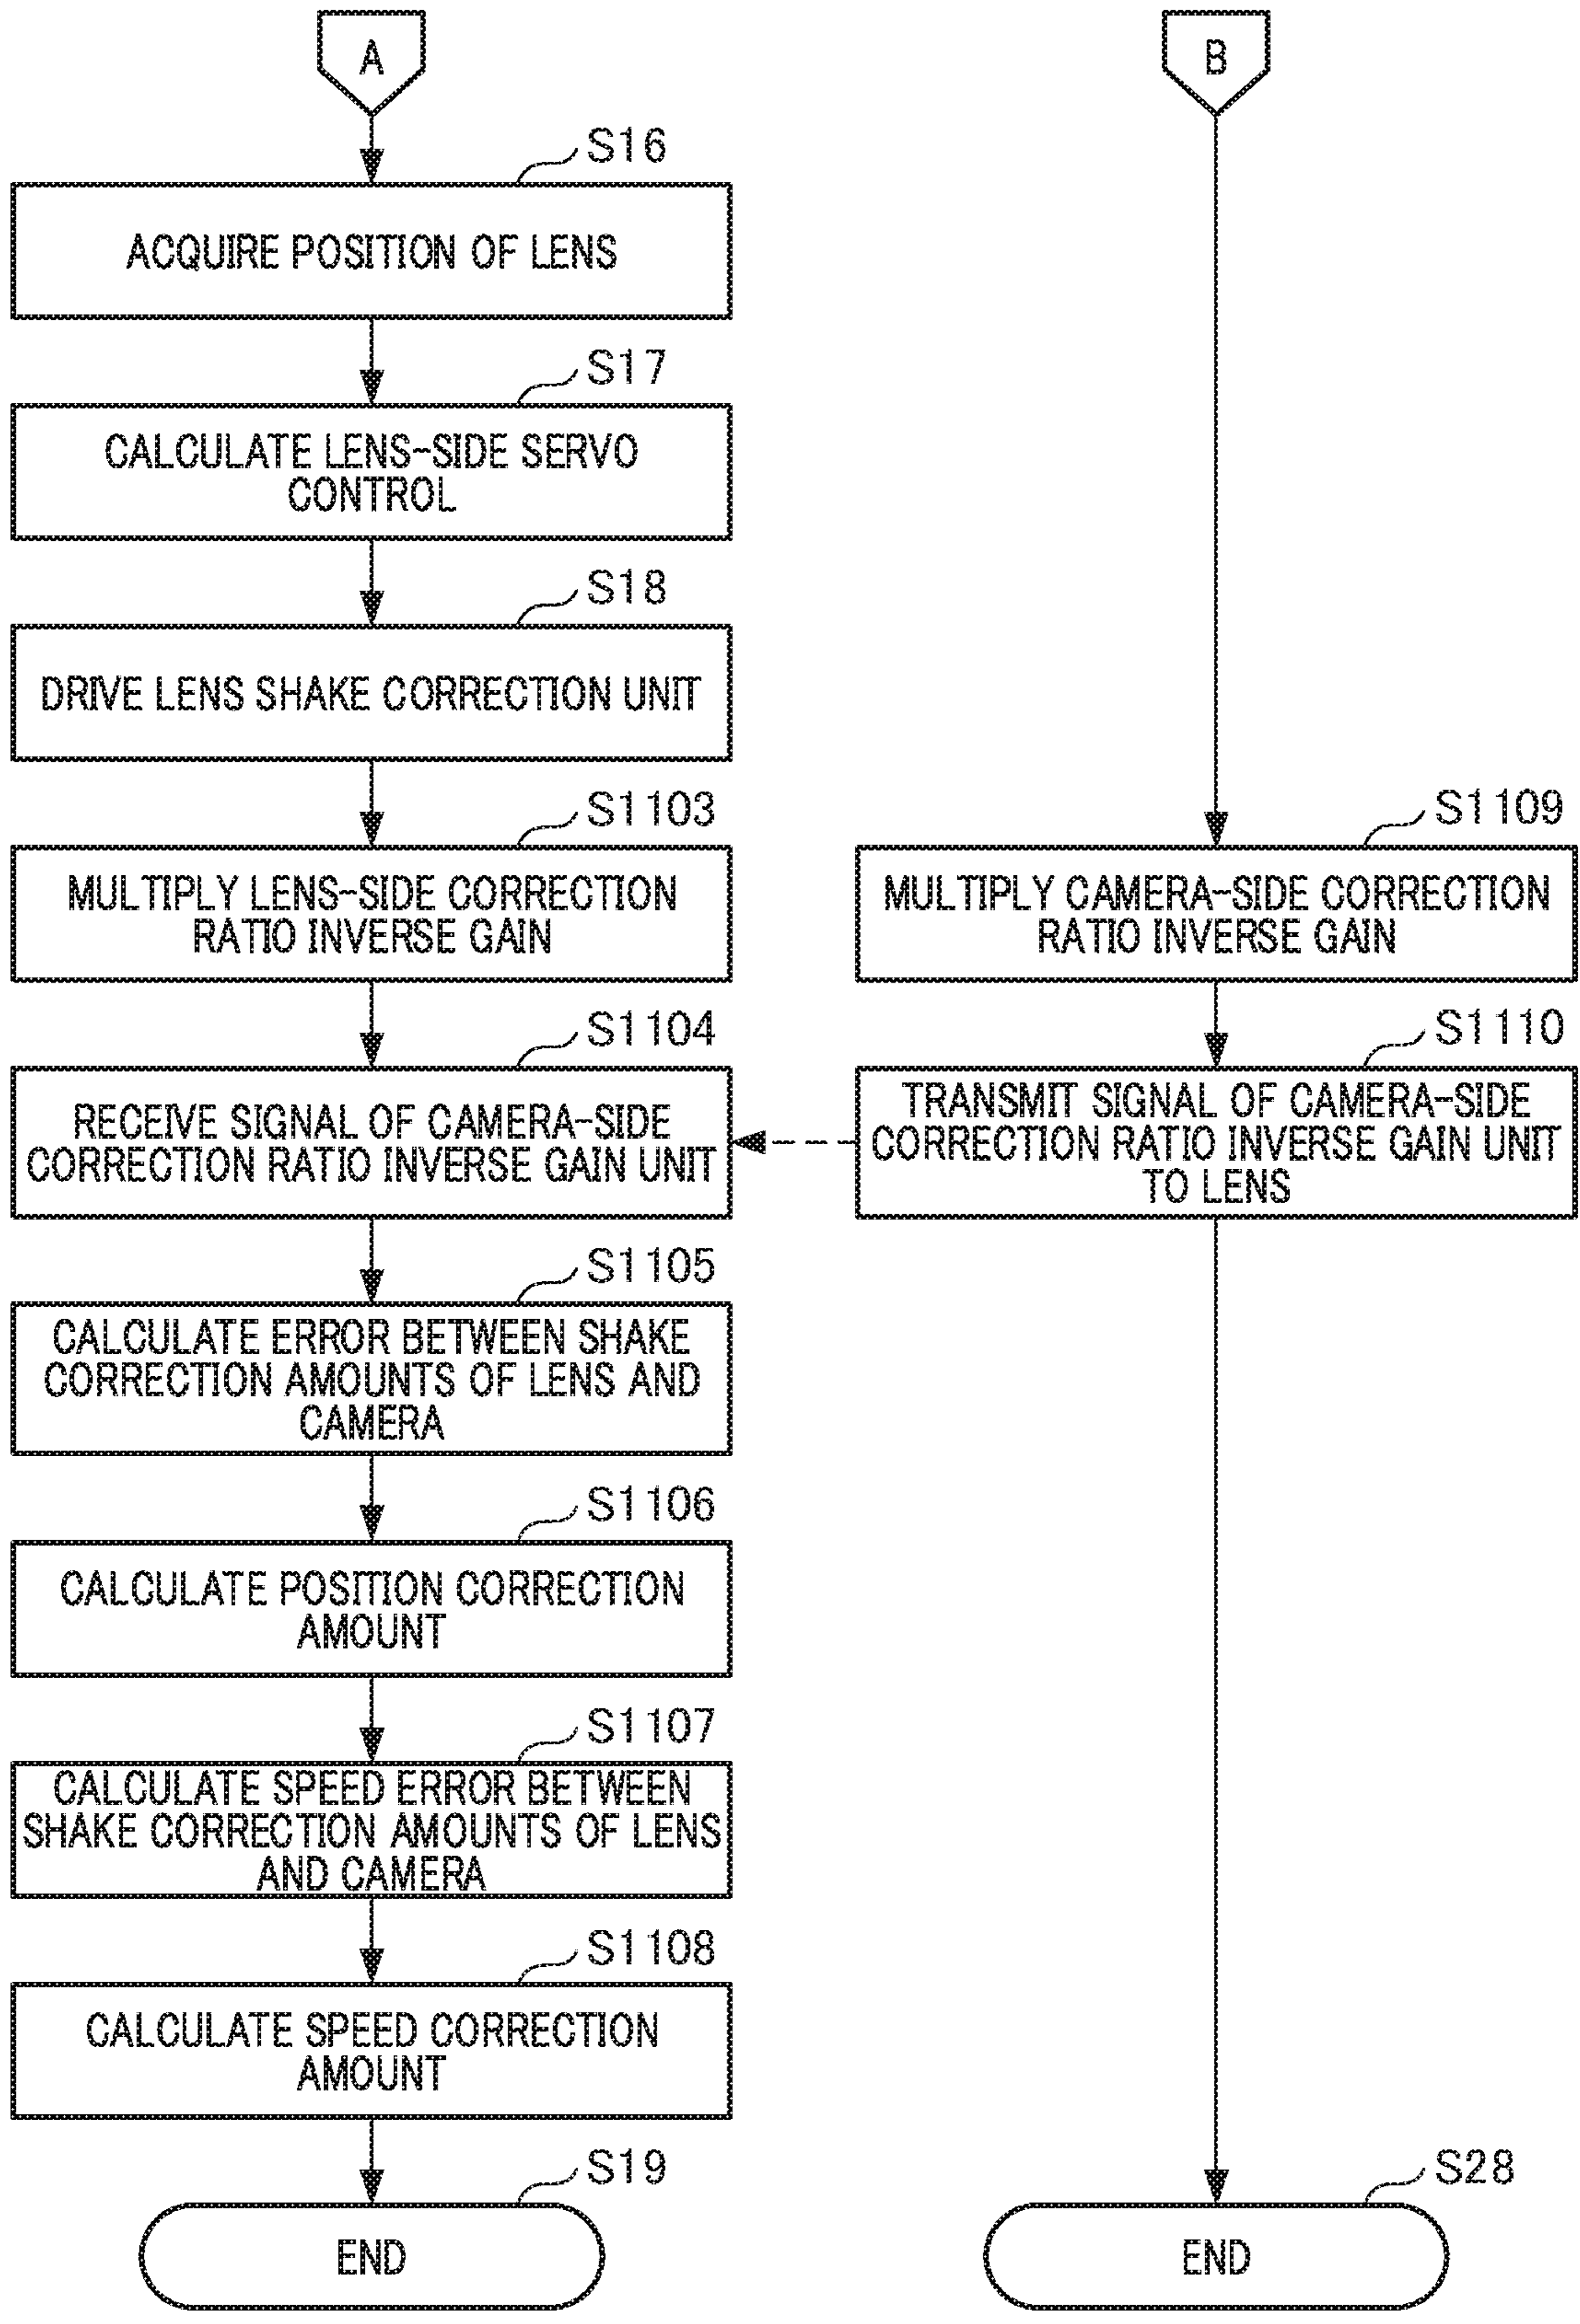 A
S16
ACQUIRE POSITION OF LENS
S17
CALCULATE LENS-SIDE SERVO
CONTROL
S18
DRIVE LENS SHAKE CORRECTION UNIT
S1103
MULTIPLY LENS-SIDE CORRECTION
RATIO INVERSE GAIN
S1104
RECEIVE SIGNAL OF CAMERA-SIDE
CORRECTION RATIO INVERSE GAIN UNIT
S1105
CALCULATE ERROR BETWEEN SHAKE
CORRECTION AMOUNTS OF LENS AND
CAMERA
S1106
CALCULATE POSITION CORRECTION
AMOUNT
S1107
CALCULATE SPEED ERROR BETWEEN
SHAKE CORRECTION AMOUNTS OF LENS
AND CAMERA
S1108
CALCULATE SPEED CORRECTION
AMOUNT
S19
END
B
S1109
MULTIPLY CAMERA-SIDE CORRECTION
RATIO INVERSE GAIN
S1110
TRANSMIT SIGNAL OF CAMERA-SIDE
CORRECTION RATIO INVERSE GAIN UNIT
TO LENS
S28
END